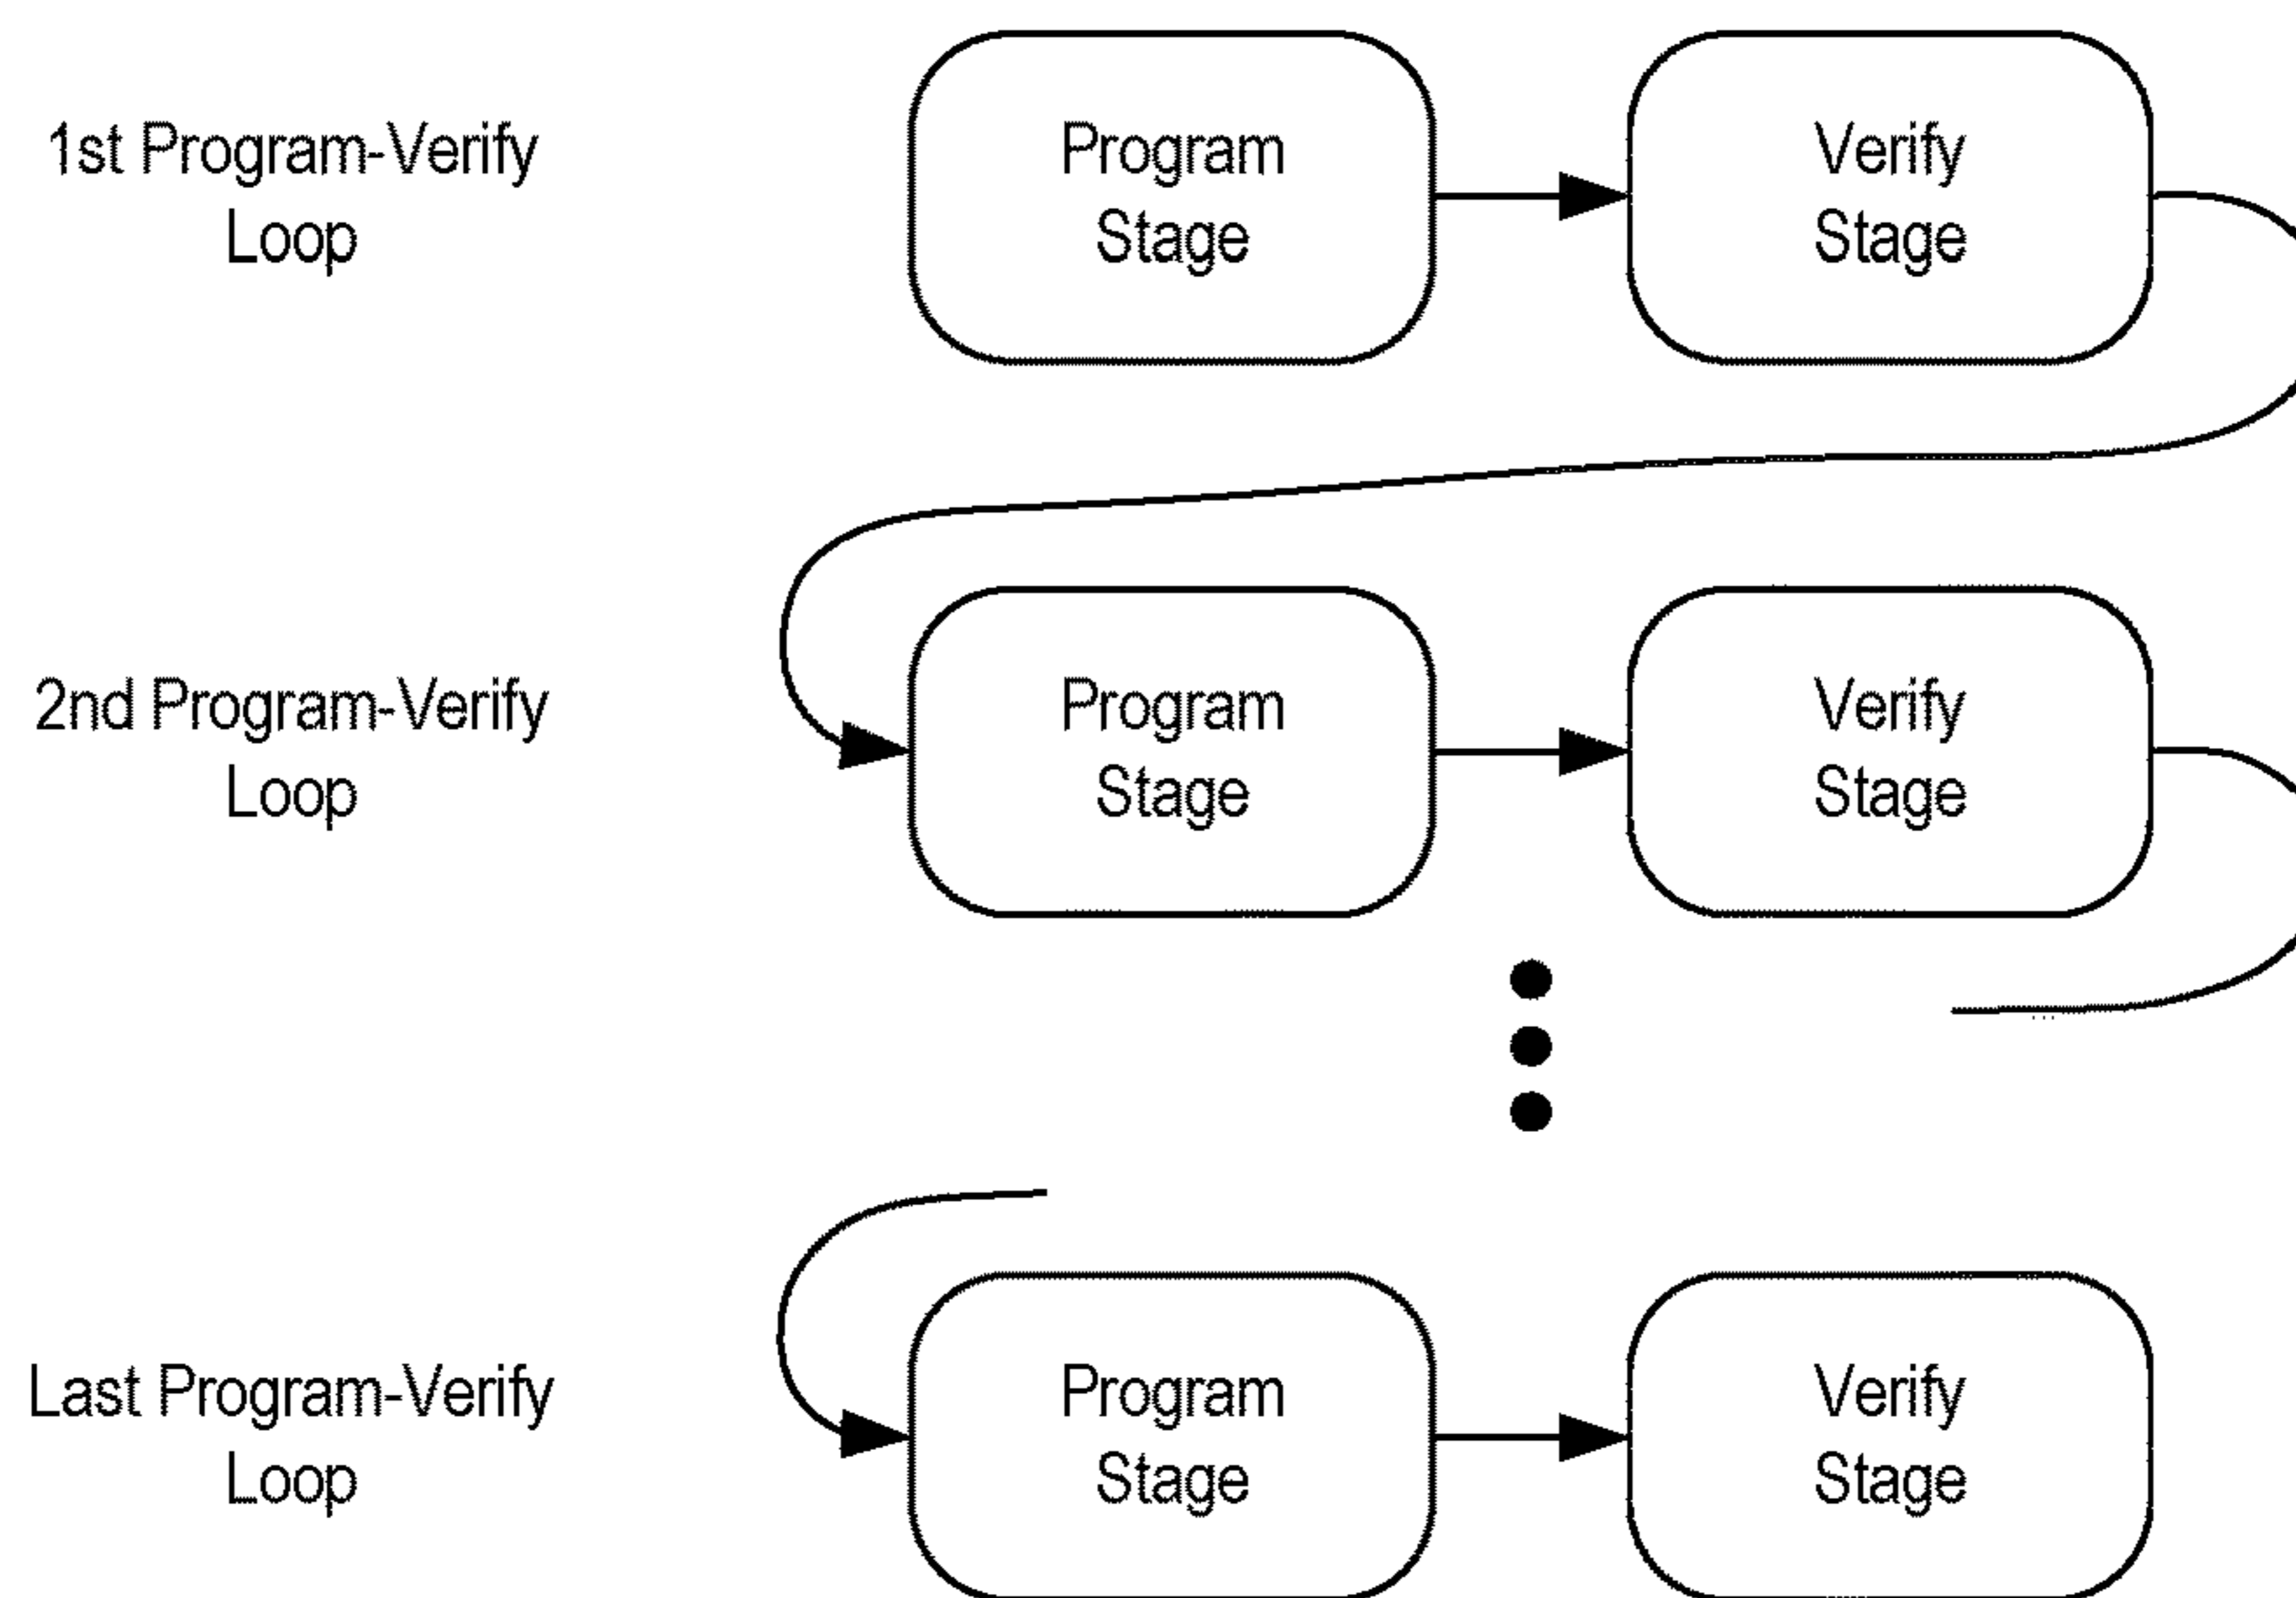 1st Program-Verify
Loop
Program
Stage
Verify
Stage
2nd Program-Verify
Loop
Program
Stage
Verify
Stage
Last Program-Verify
Loop
Program
Stage
Verify
Stage